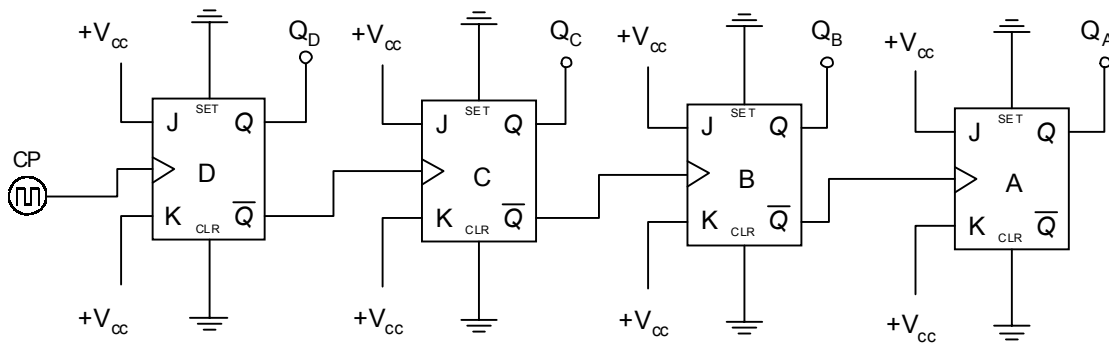 +Vcc QD +Vcc QC +Vcc QB +Vcc QA
SET SET SET SET
J Q J Q J Q J Q
CP
D C B A
K Q̅ K Q̅ K Q̅ K Q̅
CLR CLR CLR CLR
+Vcc +Vcc +Vcc +Vcc